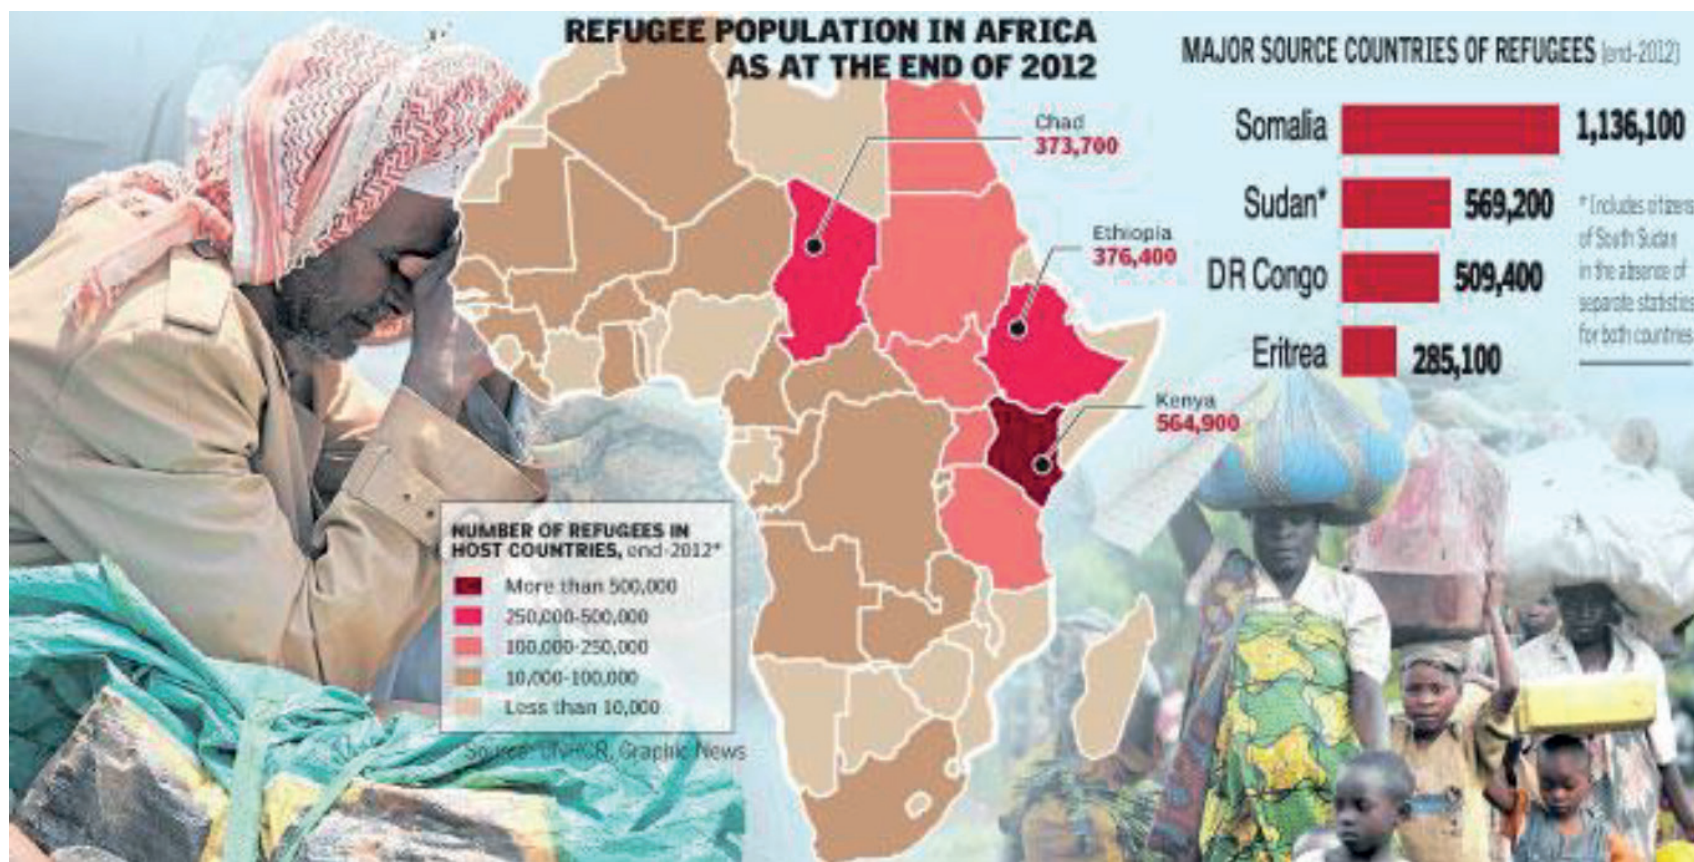 REFUGEE POPULATION IN AFRICA
AS AT THE END OF 2012
Chad
373,700
Ethiopia
376,400
Kenya
564,900
NUMBER OF REFUGEES IN
HOST COUNTRIES, end-2012*
More than 500,000
250,000-500,000
100,000-250,000
10,000-100,000
Less than 10,000
Source: UNHCR, Graphic News
MAJOR SOURCE COUNTRIES OF REFUGEES (end-2012)
Somalia 1,136,100
Sudan* 569,200
DR Congo 509,400
Eritrea 285,100
* Includes citizens
of South Sudan
in the absence of
separate statistics
for both countries